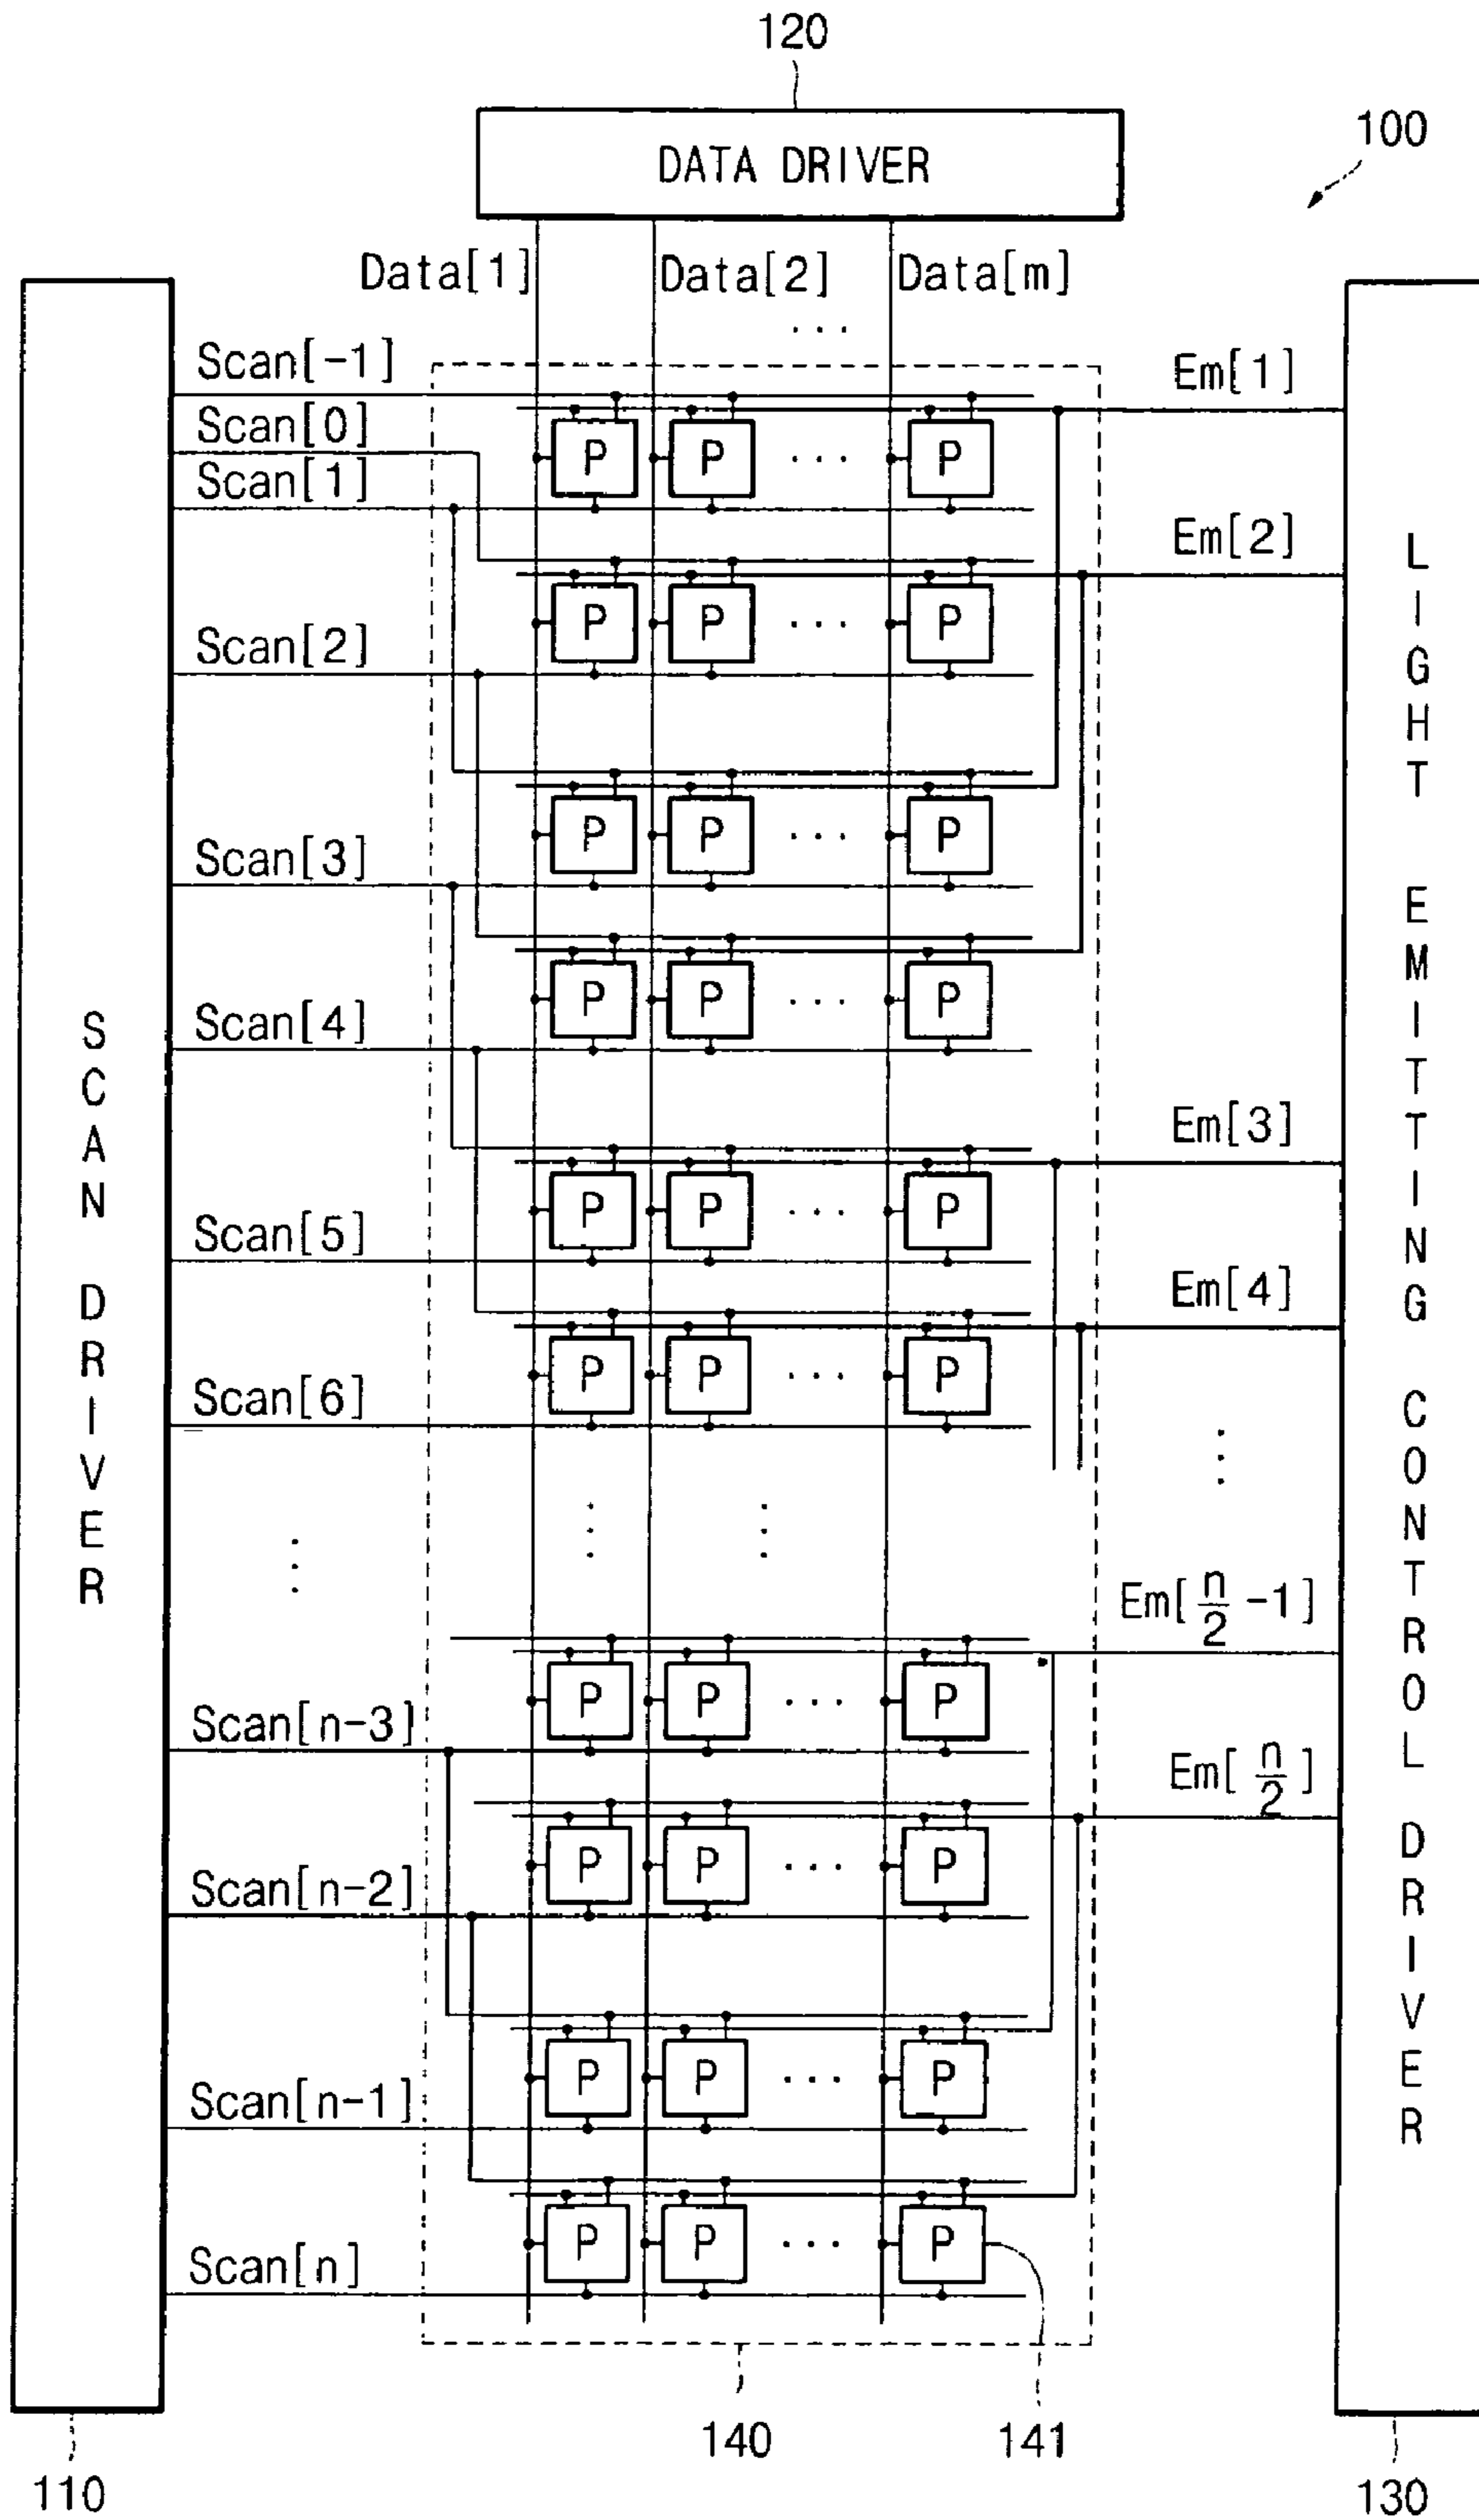 120
100
DATA DRIVER
Data[1] Data[2] Data[m]
...
Scan[-1] Em[1]
Scan[0]
P P ... P
Scan[1]
Em[2]
P P ... P
Scan[2]
P P ... P
Scan[3]
P P ... P
Scan[4]
Em[3]
P P ... P
Scan[5]
Em[4]
P P ... P
Scan[6]
Em[n/2 -1]
P P ... P
Scan[n-3]
Em[n/2]
P P ... P
Scan[n-2]
P P ... P
Scan[n-1]
P P ... P
Scan[n]
SCAN DRIVER
LIGHT EMITTING CONTROL DRIVER
140
141
110
130